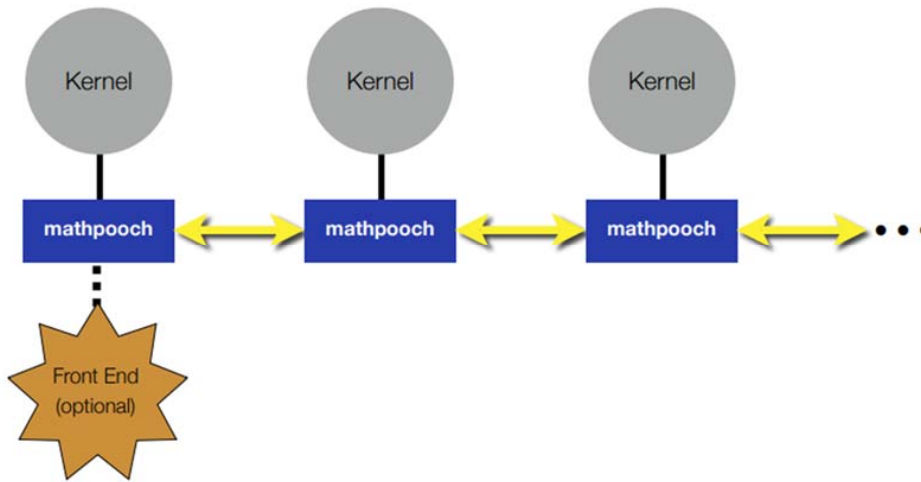 Kernel
Kernel
Kernel
mathpooch
mathpooch
mathpooch
Front End
(optional)